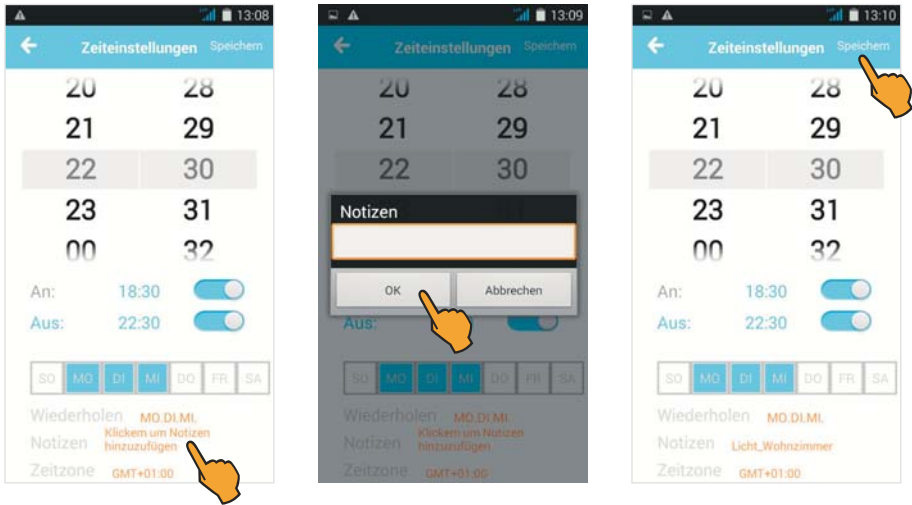 13:08
Zeiteinstellungen Speichern
20 28
21 29
22 30
23 31
00 32
An: 18:30
Aus: 22:30
SO MO DI MI DO FR SA
Wiederholen MO.DI.MI.
Notizen Klickem um Notizen
hinzuzufügen
Zeitzone GMT+01:00
13:09
Zeiteinstellungen Speichern
20 28
21 29
22 30
Notizen
OK Abbrechen
Aus:
SO MO DI MI DO FR SA
Wiederholen MO.DI.MI.
Notizen Klickem um Notizen
hinzuzufügen
Zeitzone GMT+01:00
13:10
Zeiteinstellungen Speichern
20 28
21 29
22 30
23 31
00 32
An: 18:30
Aus: 22:30
SO MO DI MI DO FR SA
Wiederholen MO.DI.MI.
Notizen Licht_Wohnzimmer
Zeitzone GMT+01:00